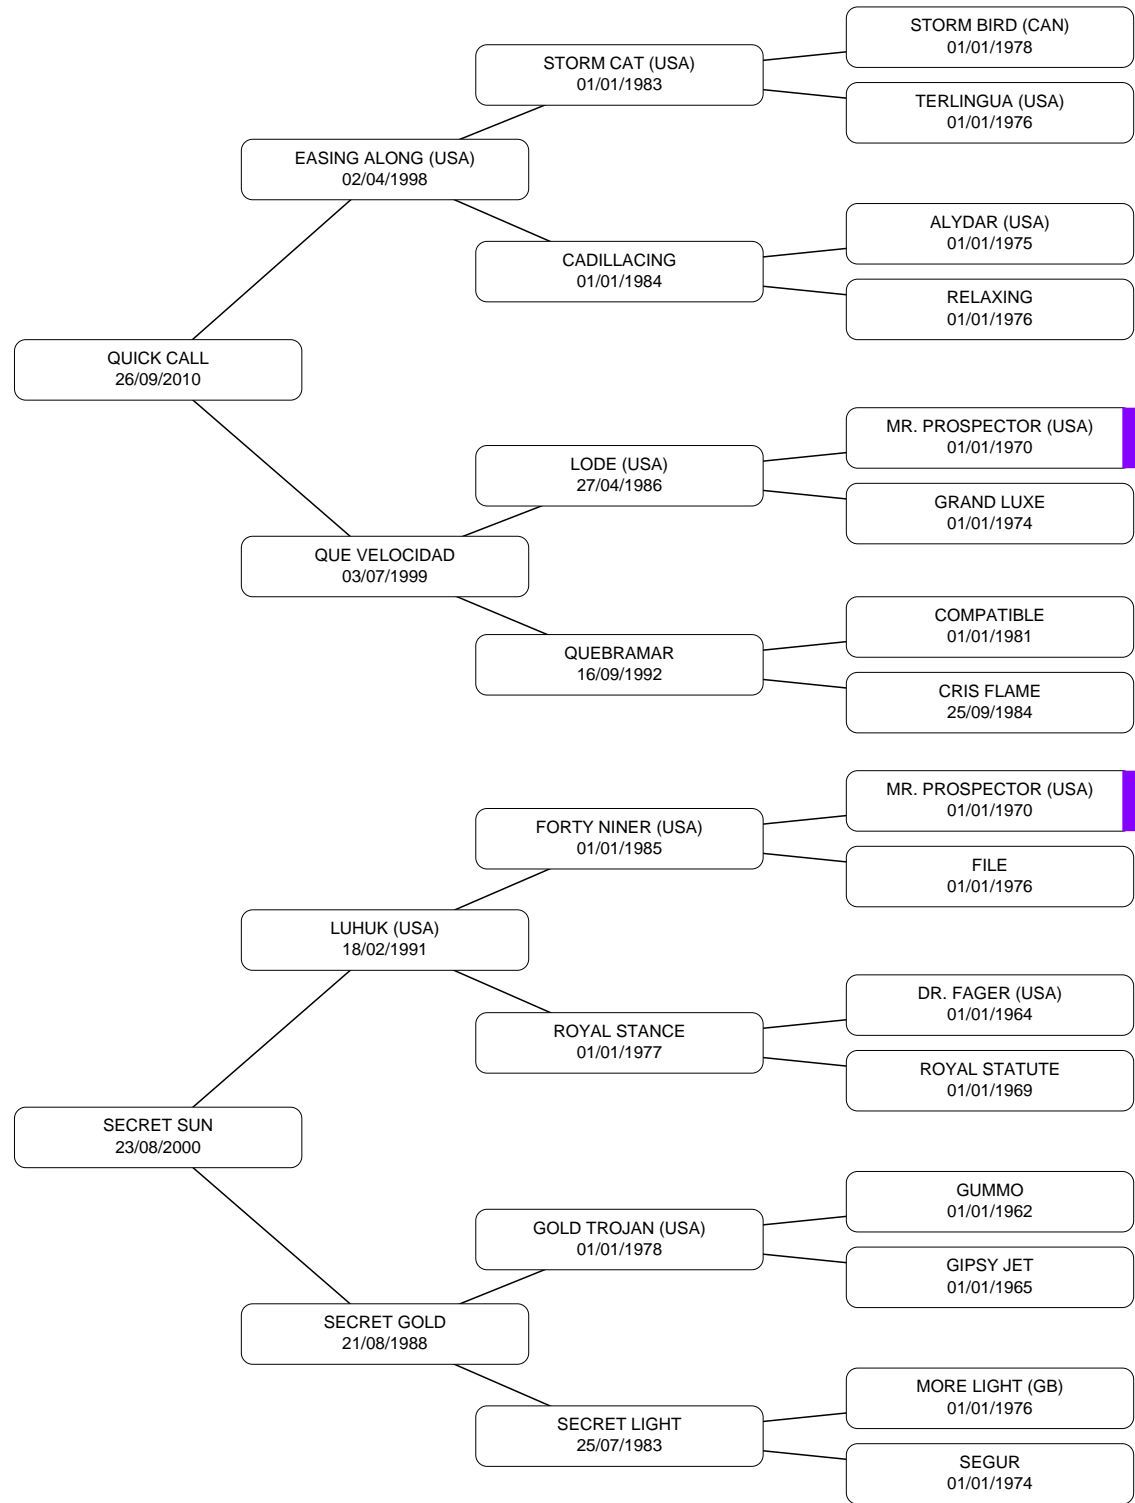 STORM BIRD (CAN)
01/01/1978
STORM CAT (USA)
01/01/1983
TERLINGUA (USA)
01/01/1976
EASING ALONG (USA)
02/04/1998
ALYDAR (USA)
01/01/1975
CADILLACING
01/01/1984
RELAXING
01/01/1976
QUICK CALL
26/09/2010
MR. PROSPECTOR (USA)
01/01/1970
LODE (USA)
27/04/1986
GRAND LUXE
01/01/1974
QUE VELOCIDAD
03/07/1999
COMPATIBLE
01/01/1981
QUEBRAMAR
16/09/1992
CRIS FLAME
25/09/1984
MR. PROSPECTOR (USA)
01/01/1970
FORTY NINER (USA)
01/01/1985
FILE
01/01/1976
LUHUK (USA)
18/02/1991
DR. FAGER (USA)
01/01/1964
ROYAL STANCE
01/01/1977
ROYAL STATUTE
01/01/1969
SECRET SUN
23/08/2000
GUMMO
01/01/1962
GOLD TROJAN (USA)
01/01/1978
GIPSY JET
01/01/1965
SECRET GOLD
21/08/1988
MORE LIGHT (GB)
01/01/1976
SECRET LIGHT
25/07/1983
SEGUR
01/01/1974